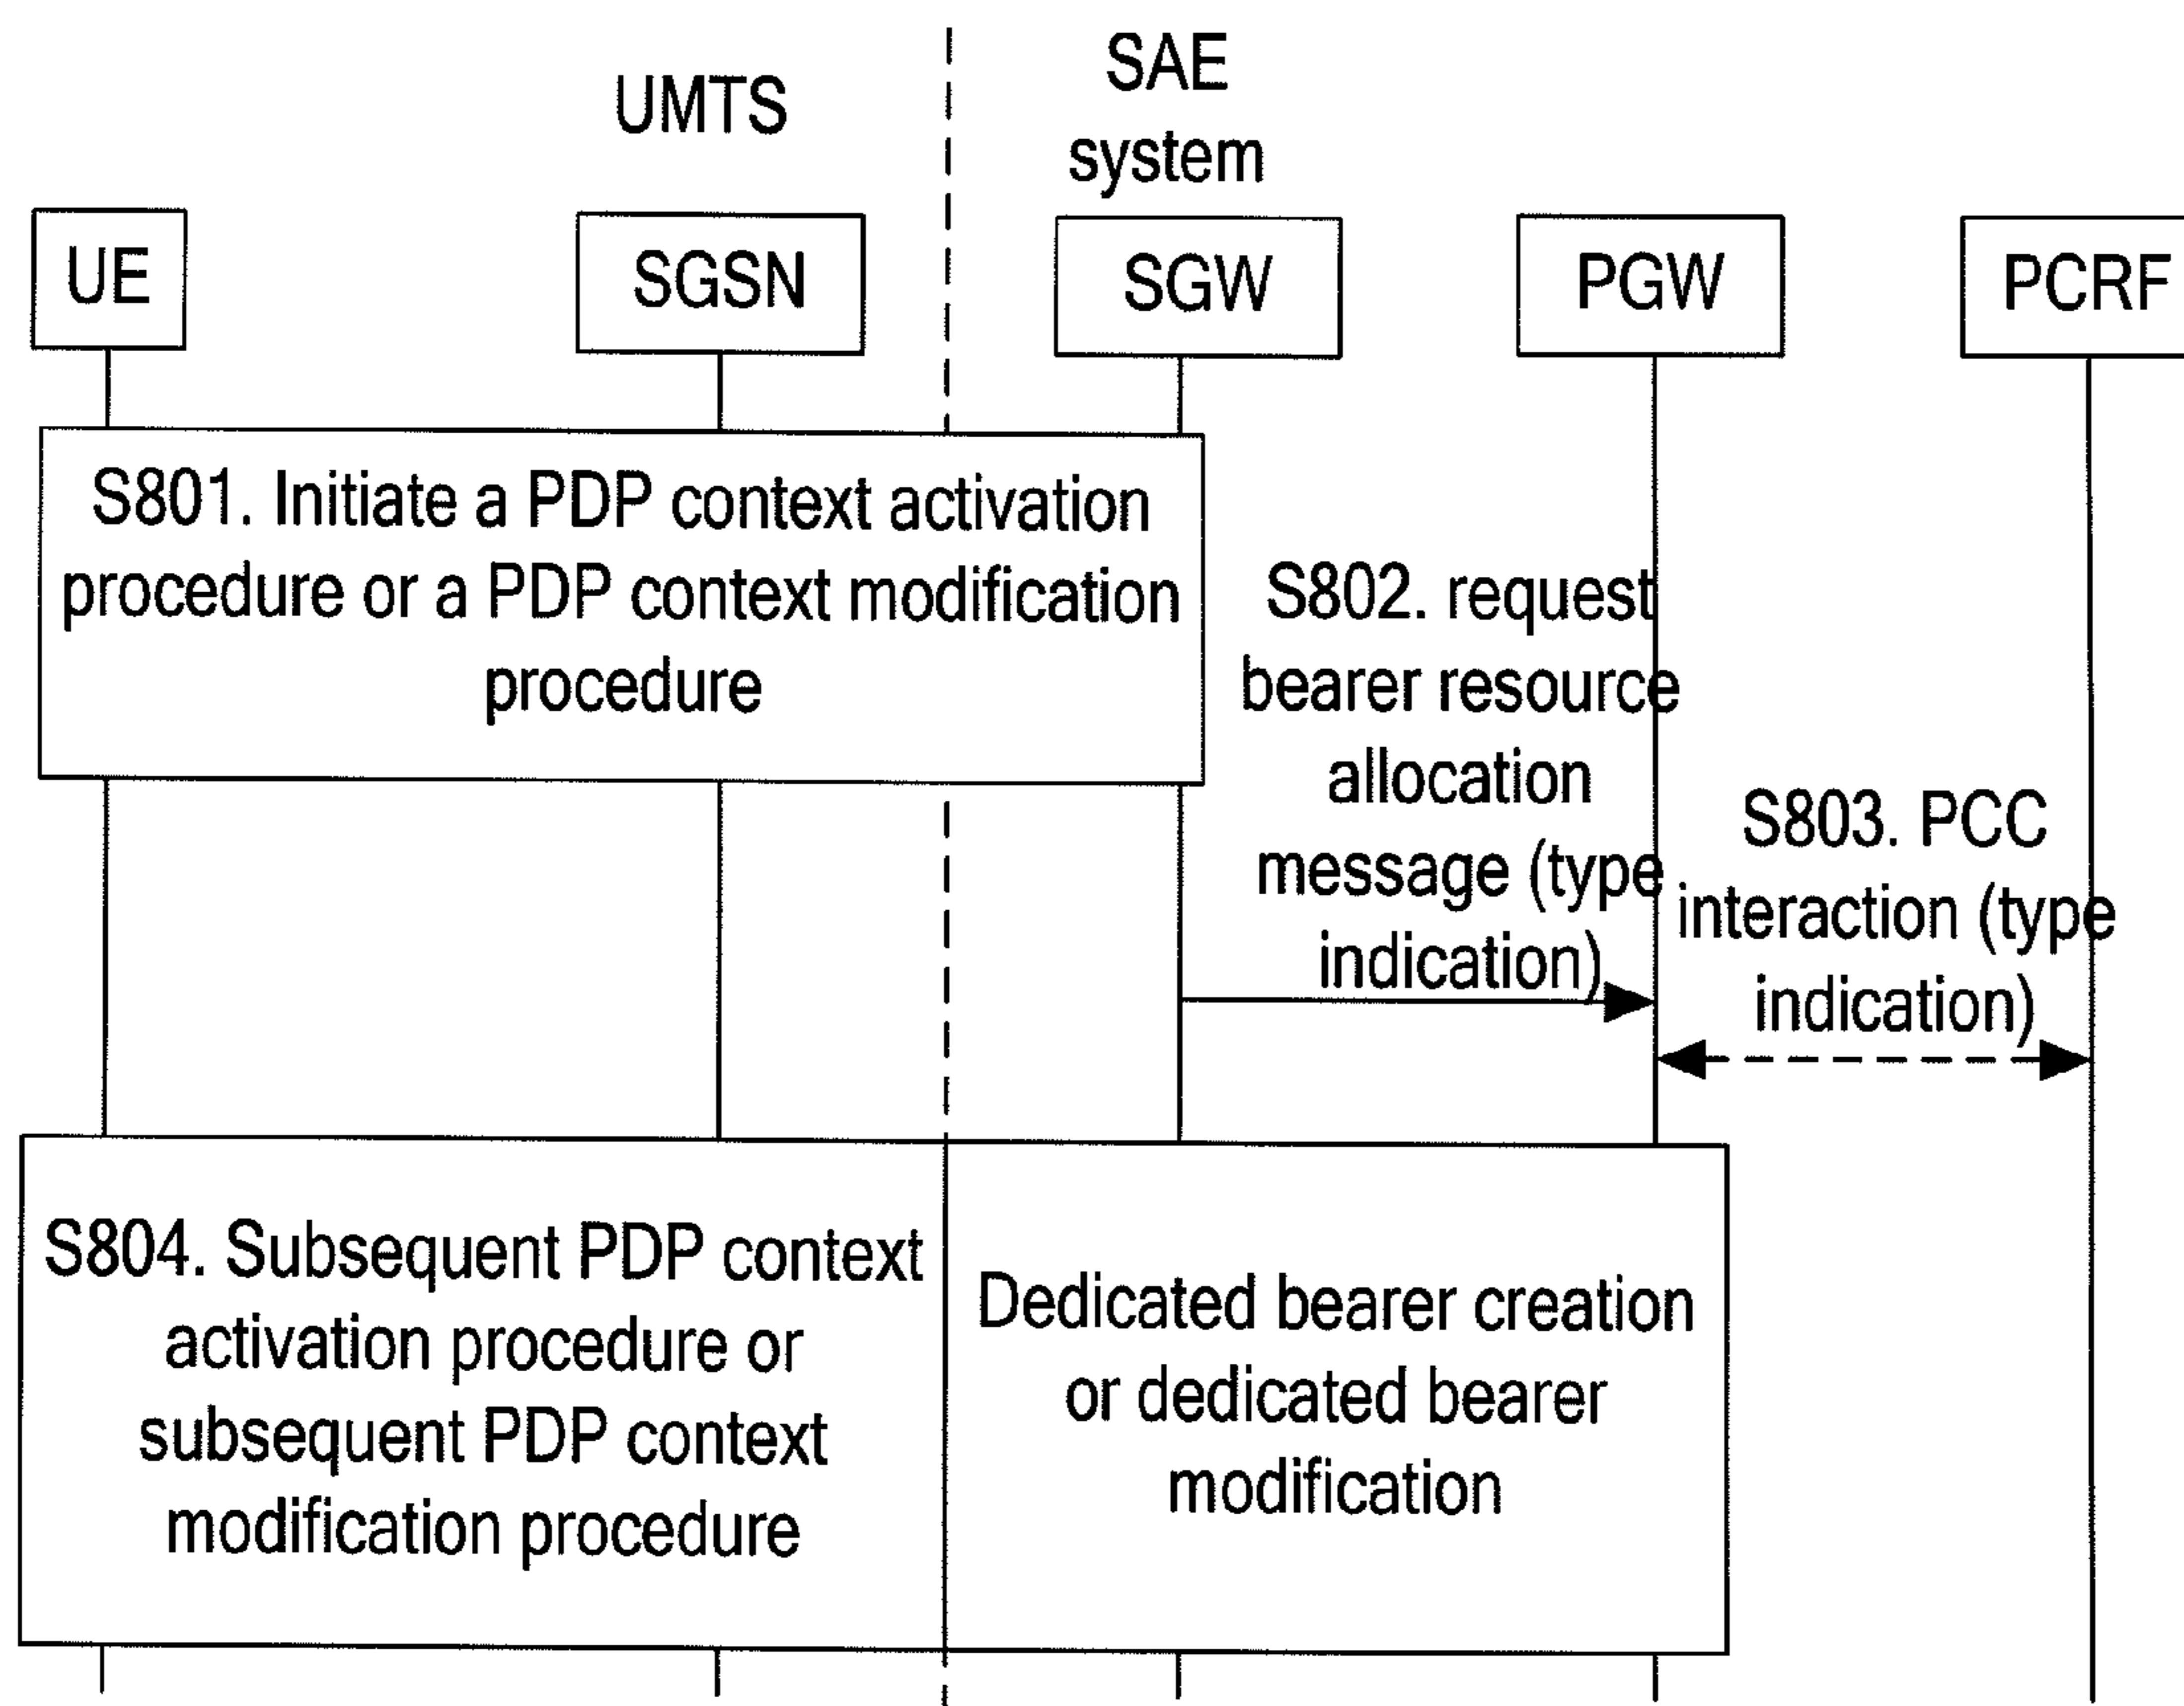 UMTS
SAE
system
UE
SGSN
SGW
PGW
PCRF
S801. Initiate a PDP context activation
procedure or a PDP context modification
procedure
S802. request
bearer resource
allocation
message (type
indication)
S803. PCC
interaction (type
indication)
S804. Subsequent PDP context
activation procedure or
subsequent PDP context
modification procedure
Dedicated bearer creation
or dedicated bearer
modification